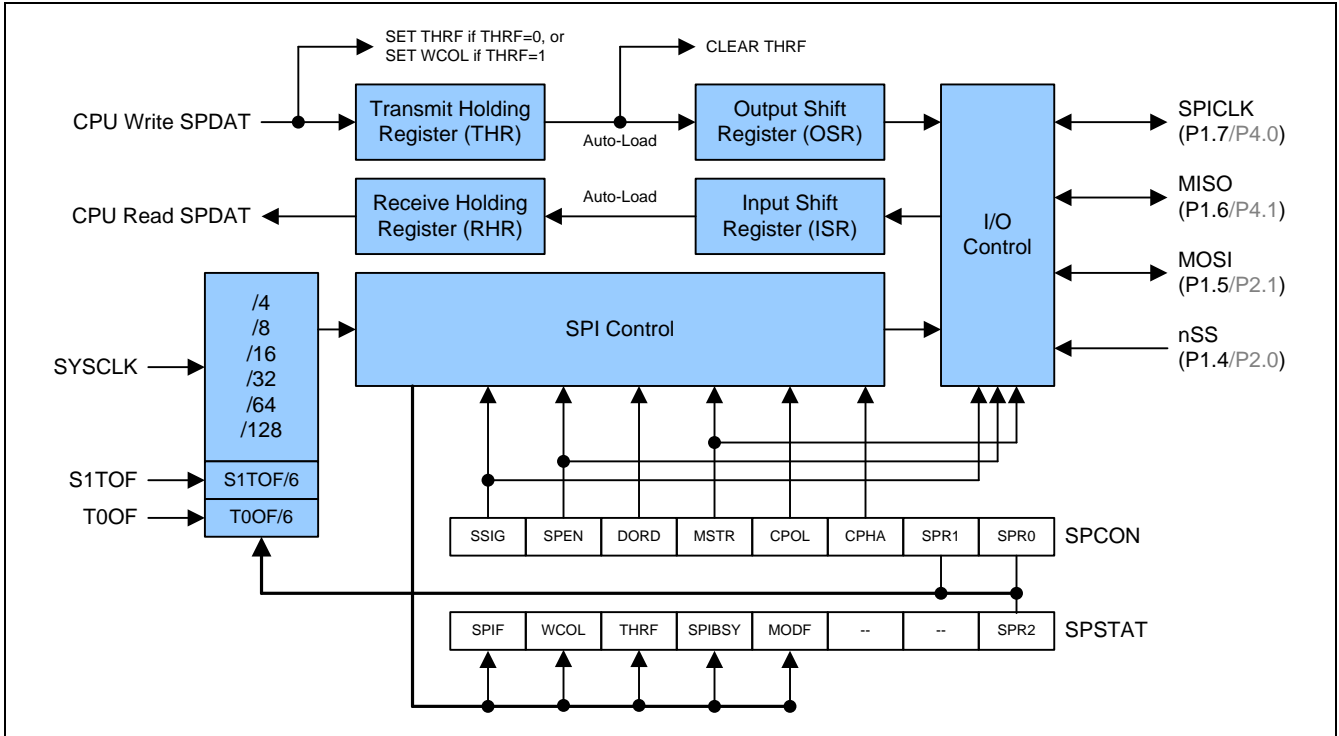 SET THRF if THRF=0, or
SET WCOL if THRF=1
CLEAR THRF
CPU Write SPDAT
Transmit Holding
Register (THR)
Auto-Load
Output Shift
Register (OSR)
SPICLK
(P1.7/P4.0)
CPU Read SPDAT
Receive Holding
Register (RHR)
Auto-Load
Input Shift
Register (ISR)
I/O
Control
MISO
(P1.6/P4.1)
MOSI
(P1.5/P2.1)
nSS
(P1.4/P2.0)
SYSCLK
/4
/8
/16
/32
/64
/128
SPI Control
S1TOF
S1TOF/6
T0OF
T0OF/6
SSIG SPEN DORD MSTR CPOL CPHA SPR1 SPR0 SPCON
SPIF WCOL THRF SPIBSY MODF -- -- SPR2 SPSTAT